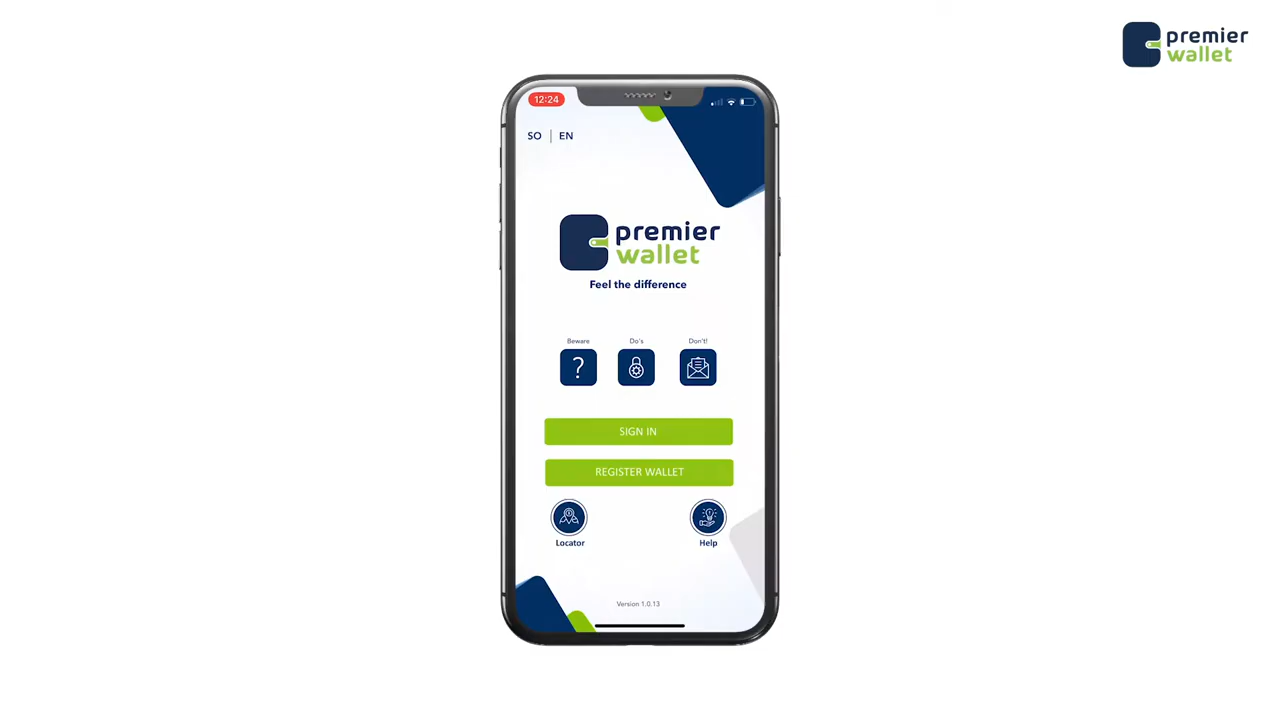 premier
wallet
12:24
SO | EN
premier
wallet
Feel the difference
Beware
Do's
Don't!
SIGN IN
REGISTER WALLET
Locator
Help
Version 1.0.13